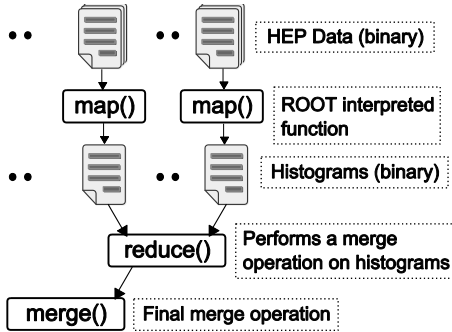 HEP Data (binary)
map()
map()
ROOT interpreted
function
Histograms (binary)
reduce()
Performs a merge
operation on histograms
merge()
Final merge operation